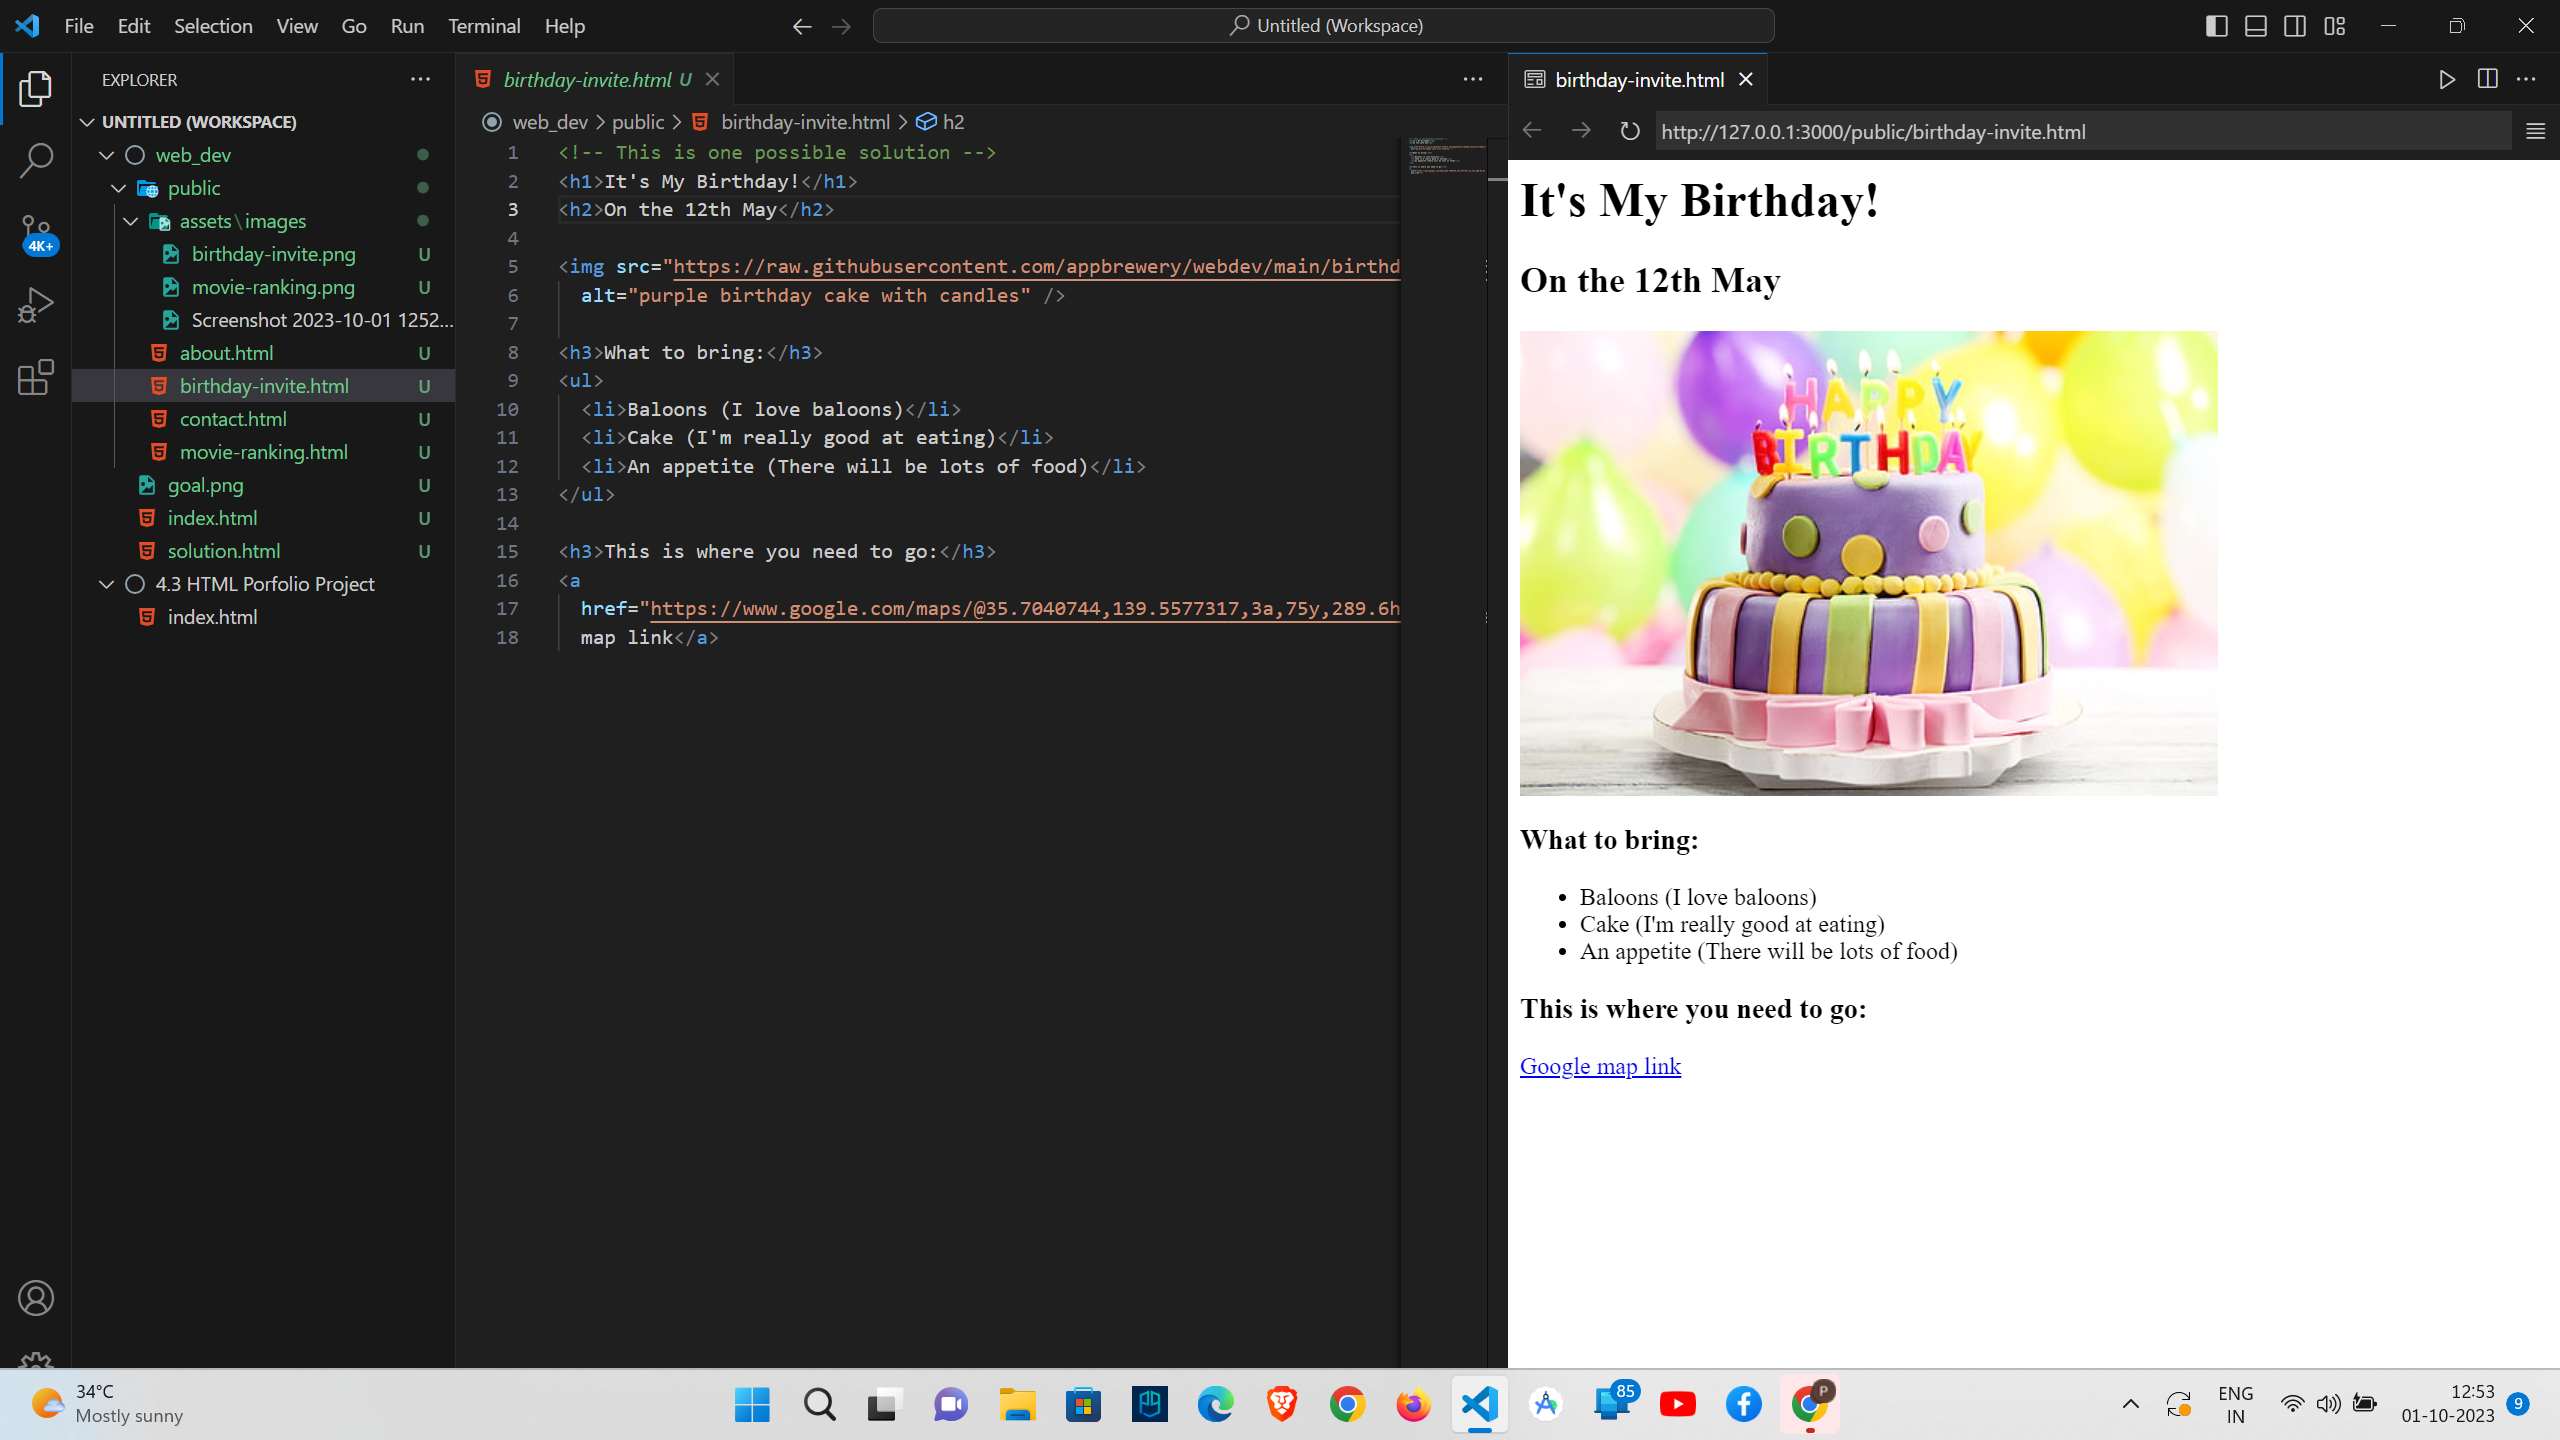 File Edit Selection View Go Run Terminal Help
Untitled (Workspace)
EXPLORER
UNTITLED (WORKSPACE)
web_dev
public
assets\images
birthday-invite.png U
movie-ranking.png U
Screenshot 2023-10-01 1252...
about.html U
birthday-invite.html U
contact.html U
movie-ranking.html U
goal.png U
index.html U
solution.html U
4.3 HTML Porfolio Project
index.html
4K+
birthday-invite.html U
web_dev > public > birthday-invite.html > h2
1 <!-- This is one possible solution -->
2 <h1>It's My Birthday!</h1>
3 <h2>On the 12th May</h2>
4
5 <img src="https://raw.githubusercontent.com/appbrewery/webdev/main/birthd
6 alt="purple birthday cake with candles" />
7
8 <h3>What to bring:</h3>
9 <ul>
10 <li>Baloons (I love baloons)</li>
11 <li>Cake (I'm really good at eating)</li>
12 <li>An appetite (There will be lots of food)</li>
13 </ul>
14
15 <h3>This is where you need to go:</h3>
16 <a
17 href="https://www.google.com/maps/@35.7040744,139.5577317,3a,75y,289.6h
18 map link</a>
birthday-invite.html
http://127.0.0.1:3000/public/birthday-invite.html
It's My Birthday!
On the 12th May
HAPPY
BIRTHDAY
What to bring:
• Baloons (I love baloons)
• Cake (I'm really good at eating)
• An appetite (There will be lots of food)
This is where you need to go:
Google map link
34°C
Mostly sunny
85
P
ENG
IN
12:53
01-10-2023
9